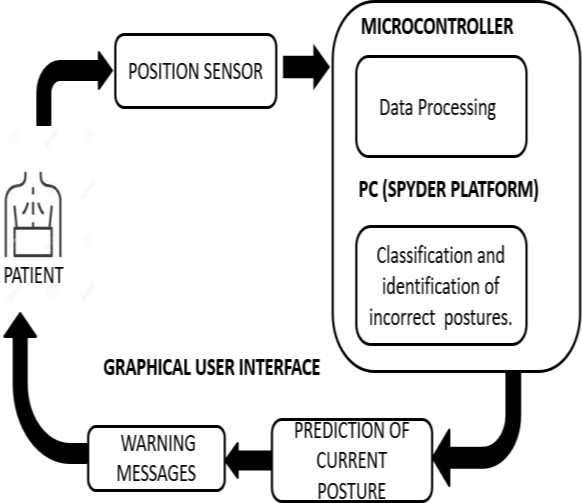 MICROCONTROLLER
POSITION SENSOR
Data Processing
PC (SPYDER PLATFORM)
Classification and
identification of
incorrect postures.
PATIENT
GRAPHICAL USER INTERFACE
WARNING
MESSAGES
PREDICTION OF
CURRENT
POSTURE